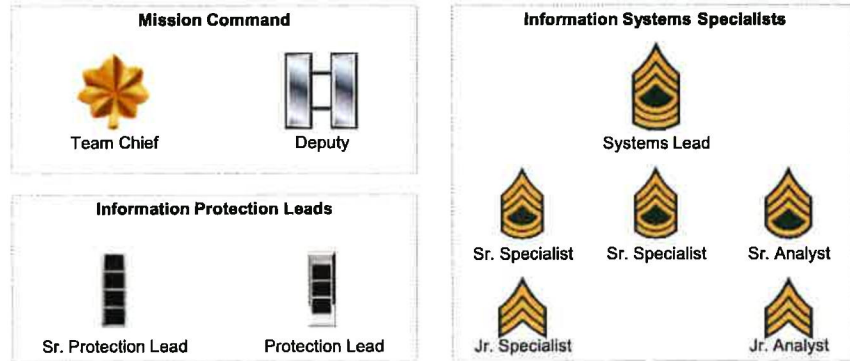 Mission Command
Team Chief
Deputy
Information Protection Leads
Sr. Protection Lead
Protection Lead
Information Systems Specialists
Systems Lead
Sr. Specialist
Sr. Specialist
Sr. Analyst
Jr. Specialist
Jr. Analyst